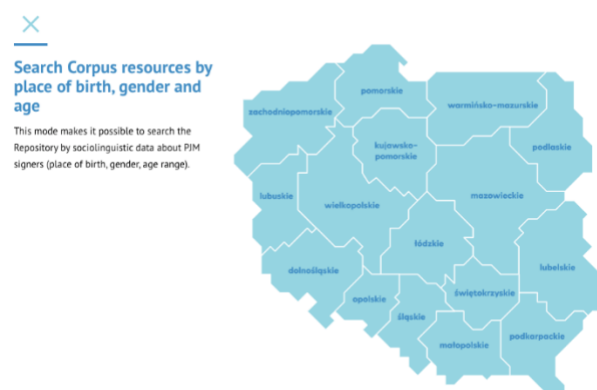 Search Corpus resources by
place of birth, gender and
age
This mode makes it possible to search the
Repository by sociolinguistic data about PJM
signers (place of birth, gender, age range).
pomorskie
warmińsko-mazurskie
zachodniopomorskie
kujawsko-
pomorskie
podlaskie
lubuskie
wielkopolskie
mazowieckie
łódzkie
dolnośląskie
lubelskie
opolskie
świętokrzyskie
śląskie
małopolskie
podkarpackie